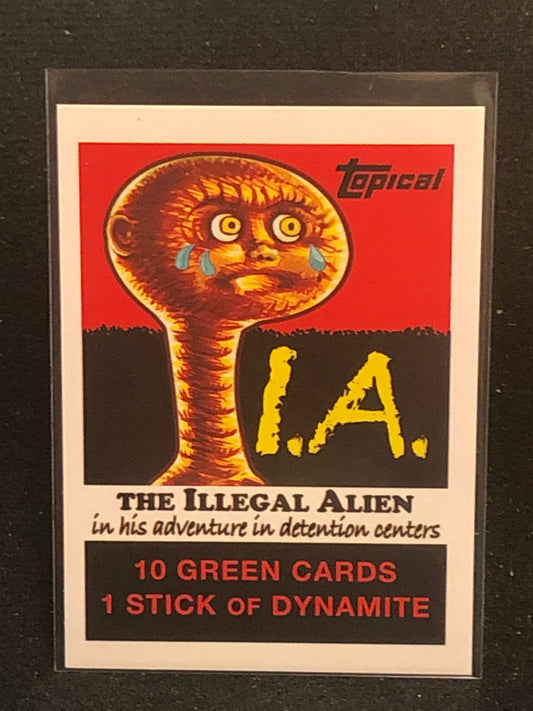 Topical
I.A.
THE ILLEGAL ALIEN
in his adventure in detention centers
10 GREEN CARDS
1 STICK OF DYNAMITE